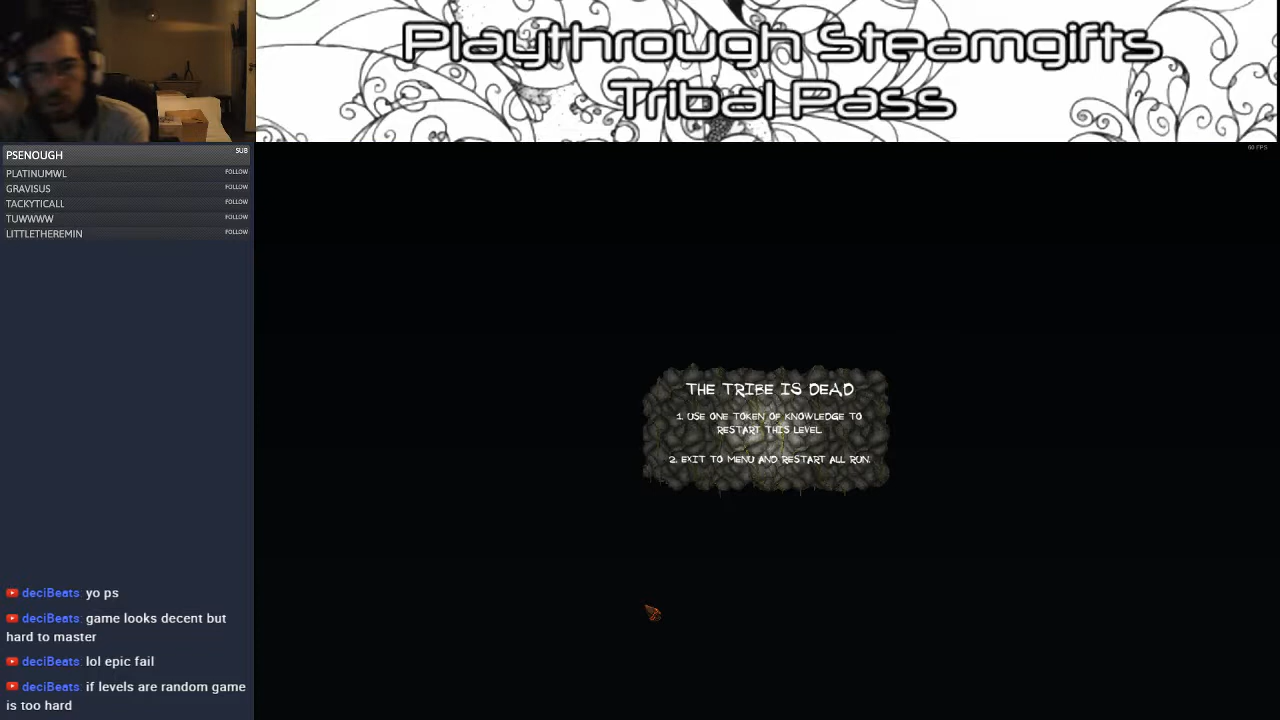 Playthrough Steamgifts
Tribal Pass
60 FPS
PSENOUGH SUB
PLATINUMWL FOLLOW
GRAVISUS FOLLOW
TACKYTICALL FOLLOW
TUWWWW FOLLOW
LITTLETHEREMIN FOLLOW
THE TRIBE IS DEAD
1. USE ONE TOKEN OF KNOWLEDGE TO
RESTART THIS LEVEL.
2. EXIT TO MENU AND RESTART ALL RUN.
deciBeats: yo ps
deciBeats: game looks decent but
hard to master
deciBeats: lol epic fail
deciBeats: if levels are random game
is too hard